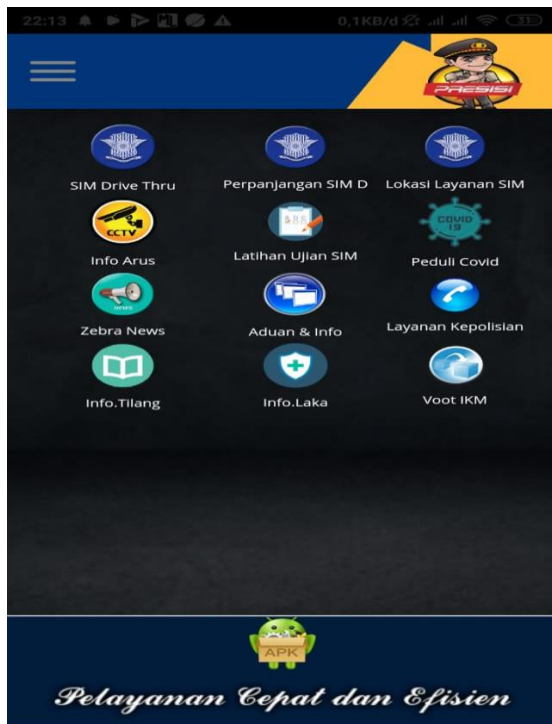 22:13 0,1KB/d 31
PRESISI
SIM Drive Thru Perpanjangan SIM D Lokasi Layanan SIM
CCTV
COVID 19
Info Arus Latihan Ujian SIM Peduli Covid
Zebra News Aduan & Info Layanan Kepolisian
Info.Tilang Info.Laka Voot IKM
APK
Pelayanan Cepat dan Efisien